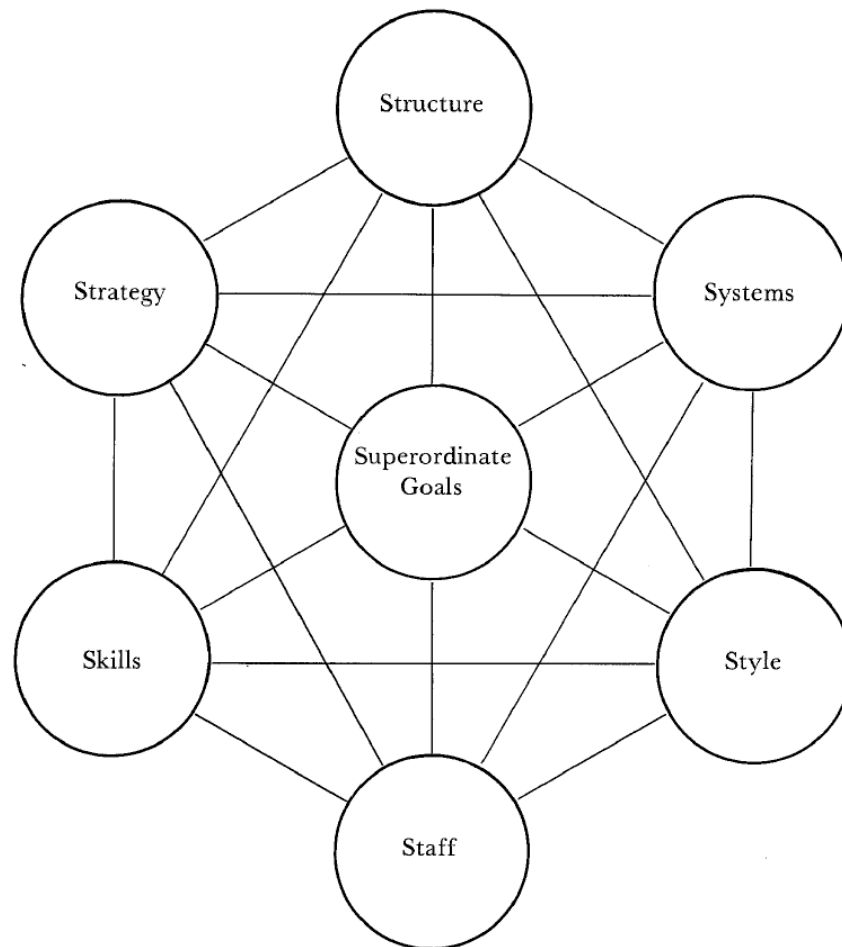 Structure
Strategy
Systems
Superordinate
Goals
Skills
Style
Staff